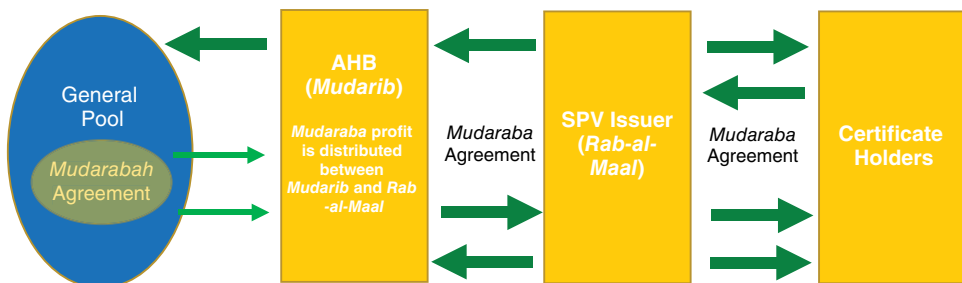 General
Pool
Mudarabah
Agreement
AHB
(Mudarib)
Mudaraba profit
is distributed
between
Mudarib and Rab
-al-Maal
Mudaraba
Agreement
SPV Issuer
(Rab-al-
Maal)
Mudaraba
Agreement
Certificate
Holders